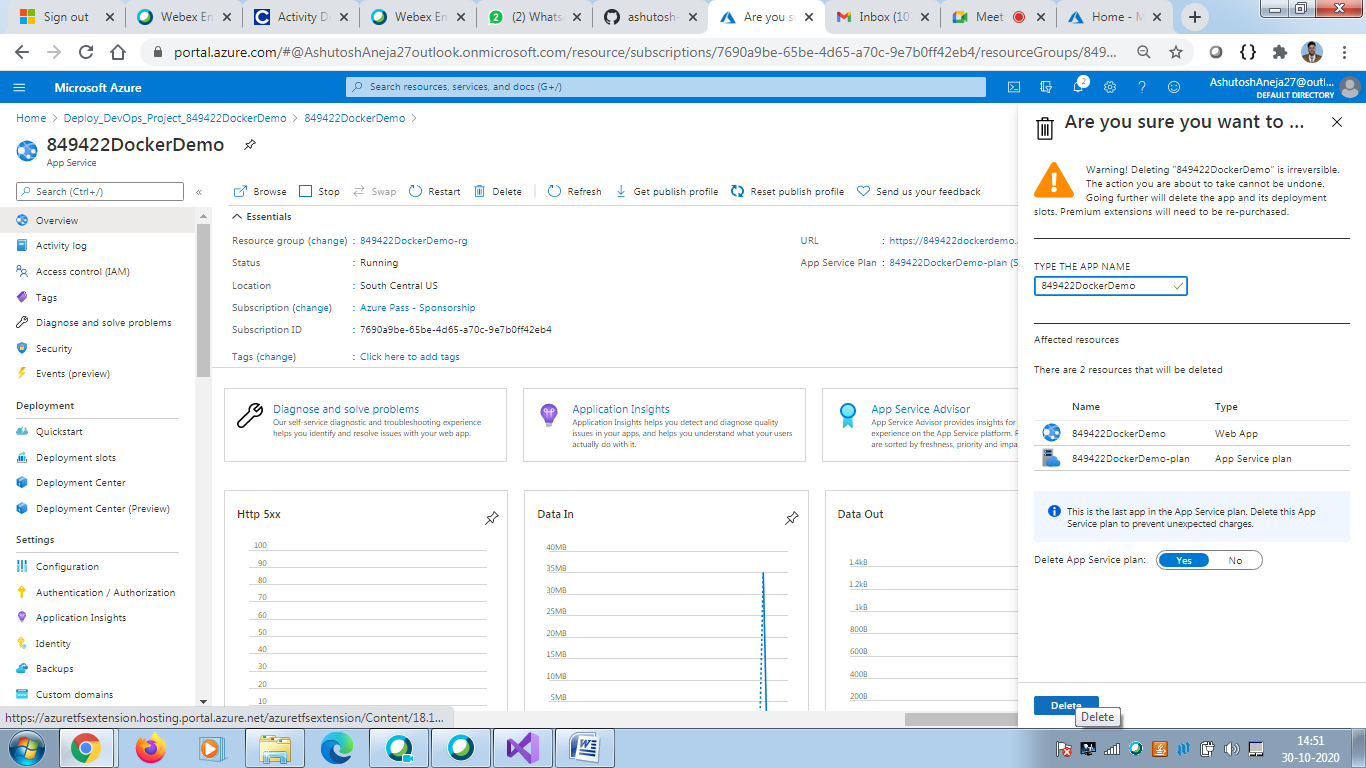 Sign out
Webex En
Activity D
Webex En
(2) Whats
ashutosh-
Are you s
Inbox (10
Meet
Home - M
portal.azure.com/#@AshutoshAneja27outlook.onmicrosoft.com/resource/subscriptions/7690a9be-65be-4d65-a70c-9e7b0ff42eb4/resourceGroups/849...
Microsoft Azure
Search resources, services, and docs (G+/)
2
AshutoshAneja27@outl...
DEFAULT DIRECTORY
Home > Deploy_DevOps_Project_849422DockerDemo > 849422DockerDemo >
849422DockerDemo
App Service
Search (Ctrl+/)
«
Overview
Activity log
Access control (IAM)
Tags
Diagnose and solve problems
Security
Events (preview)
Deployment
Quickstart
Deployment slots
Deployment Center
Deployment Center (Preview)
Settings
Configuration
Authentication / Authorization
Application Insights
Identity
Backups
Custom domains
Browse Stop Swap Restart Delete Refresh Get publish profile Reset publish profile Send us your feedback
Essentials
Resource group (change) : 849422DockerDemo-rg
Status : Running
Location : South Central US
Subscription (change) : Azure Pass - Sponsorship
Subscription ID : 7690a9be-65be-4d65-a70c-9e7b0ff42eb4
Tags (change) : Click here to add tags
URL : https://849422dockerdemo.
App Service Plan : 849422DockerDemo-plan (S
Diagnose and solve problems
Our self-service diagnostic and troubleshooting experience
helps you identify and resolve issues with your web app.
Application Insights
Application Insights helps you detect and diagnose quality
issues in your apps, and helps you understand what your users
actually do with it.
App Service Advisor
App Service Advisor provides insights for
experience on the App Service platform. R
are sorted by freshness, priority and impa
Http 5xx
100
90
80
70
60
50
40
30
20
10
Data In
40MB
35MB
30MB
25MB
20MB
15MB
10MB
5MB
Data Out
1.4kB
1.2kB
1kB
800B
600B
400B
200B
Are you sure you want to ...
Warning! Deleting "849422DockerDemo" is irreversible.
The action you are about to take cannot be undone.
Going further will delete the app and its deployment
slots. Premium extensions will need to be re-purchased.
TYPE THE APP NAME
849422DockerDemo
Affected resources
There are 2 resources that will be deleted
Name Type
849422DockerDemo Web App
849422DockerDemo-plan App Service plan
This is the last app in the App Service plan. Delete this App
Service plan to prevent unexpected charges.
Delete App Service plan: Yes No
Delete
Delete
https://azuretfsextension.hosting.portal.azure.net/azuretfsextension/Content/18.1...
14:51
30-10-2020